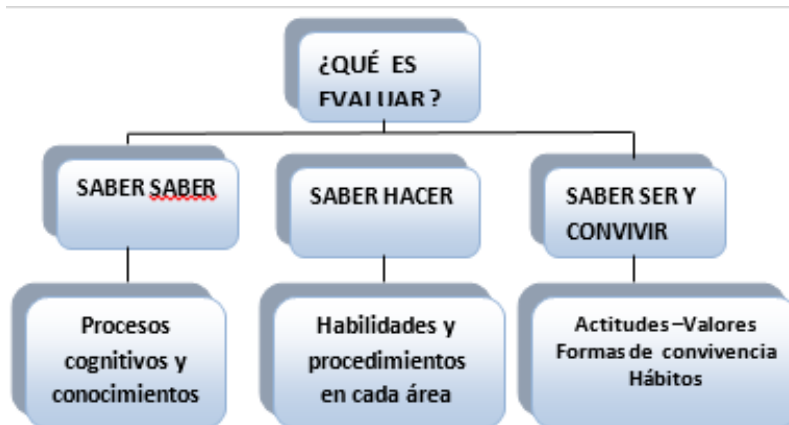 ¿QUÉ ES
EVALUAR ?
SABER SABER
SABER HACER
SABER SER Y
CONVIVIR
Procesos
cognitivos y
conocimientos
Habilidades y
procedimientos
en cada área
Actitudes –Valores
Formas de convivencia
Hábitos